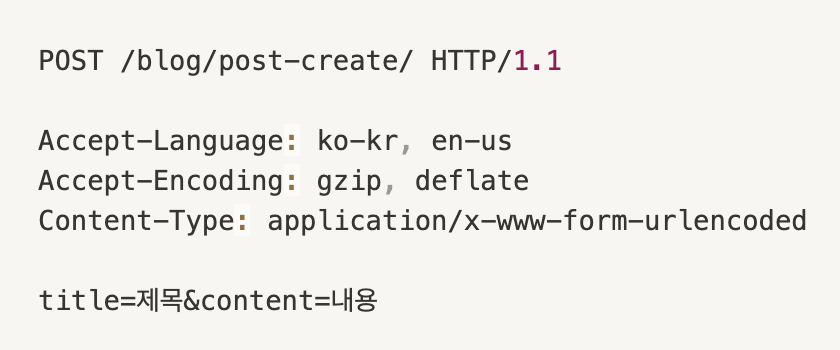 POST /blog/post-create/ HTTP/1.1
Accept-Language: ko-kr, en-us
Accept-Encoding: gzip, deflate
Content-Type: application/x-www-form-urlencoded
title=제목&content=내용